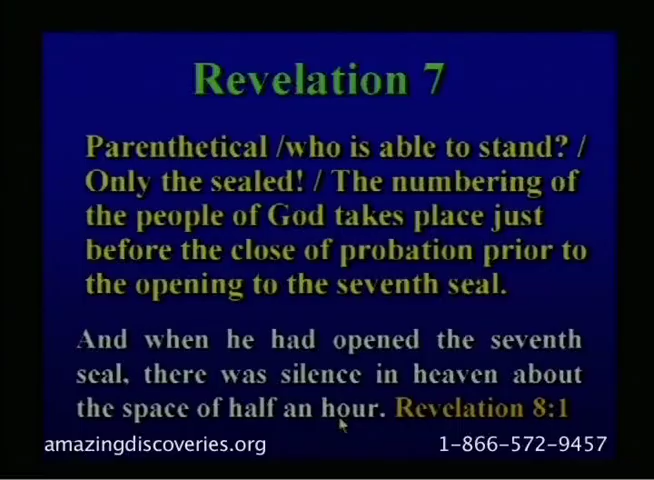 Revelation 7
Parenthetical /who is able to stand? /
Only the sealed! / The numbering of
the people of God takes place just
before the close of probation prior to
the opening to the seventh seal.
And when he had opened the seventh
seal, there was silence in heaven about
the space of half an hour. Revelation 8:1
amazingdiscoveries.org 1-866-572-9457